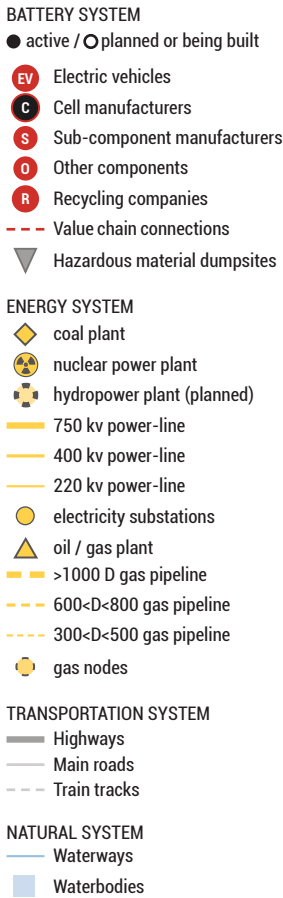 BATTERY SYSTEM
active / planned or being built
EV Electric vehicles
C Cell manufacturers
S Sub-component manufacturers
O Other components
R Recycling companies
Value chain connections
Hazardous material dumpsites
ENERGY SYSTEM
coal plant
nuclear power plant
hydropower plant (planned)
750 kv power-line
400 kv power-line
220 kv power-line
electricity substations
oil / gas plant
>1000 D gas pipeline
600<D<800 gas pipeline
300<D<500 gas pipeline
gas nodes
TRANSPORTATION SYSTEM
Highways
Main roads
Train tracks
NATURAL SYSTEM
Waterways
Waterbodies